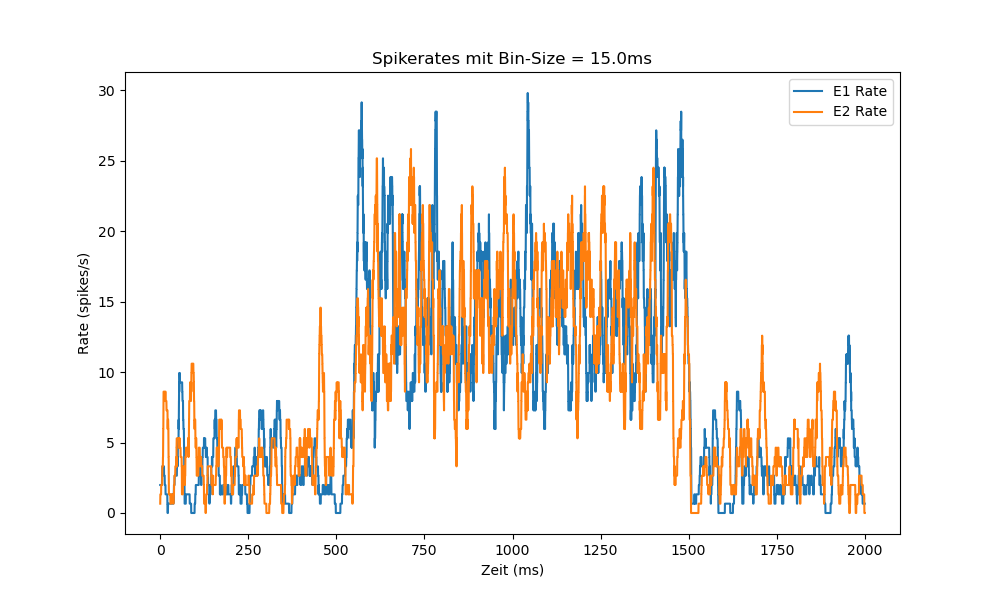 Spikerates mit Bin-Size = 15.0ms
E1 Rate
E2 Rate
30
25
20
15
10
5
0
Rate (spikes/s)
0 250 500 750 1000 1250 1500 1750 2000
Zeit (ms)